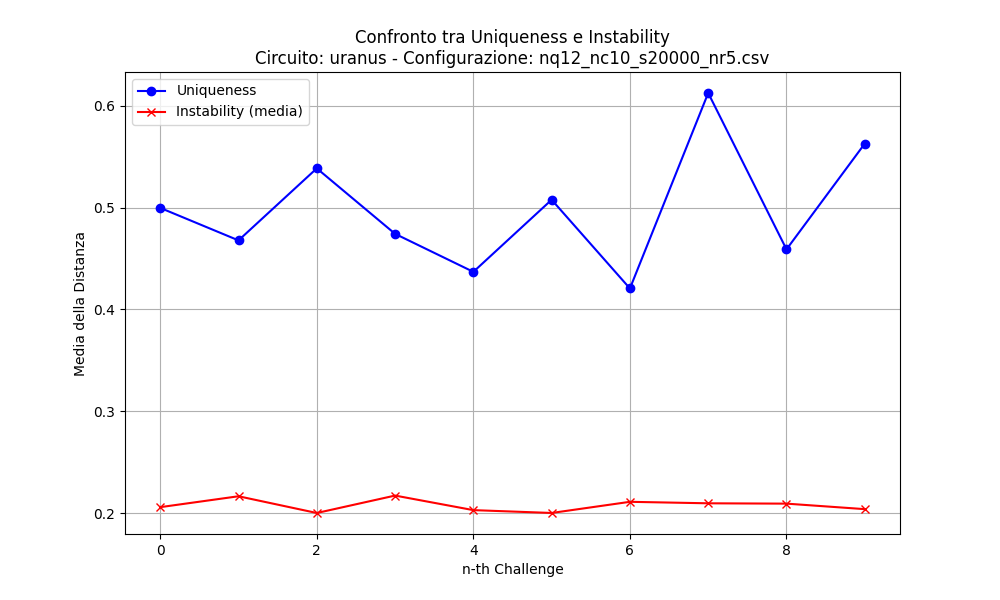 Confronto tra Uniqueness e Instability
Circuito: uranus - Configurazione: nq12_nc10_s20000_nr5.csv
Uniqueness
Instability (media)
Media della Distanza
0.6
0.5
0.4
0.3
0.2
0 2 4 6 8
n-th Challenge